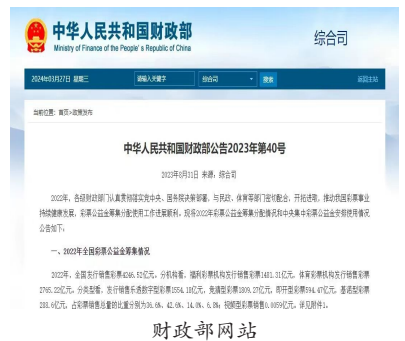 中华人民共和国财政部
Ministry of Finance of the People's Republic of China
综合司
2024年03月27日 星期三
请输入关键字
综合司
搜索
返回主站
当前位置：首页>政策发布
中华人民共和国财政部公告2023年第40号
2023年8月31日 来源：综合司
2022年，各级财政部门认真贯彻落实党中央、国务院决策部署，与民政、体育等部门密切配合，开拓进取，推动我国彩票事业
持续健康发展，彩票公益金筹集分配使用工作进展顺利。现将2022年彩票公益金筹集分配情况和中央集中彩票公益金安排使用情况
公告如下：
一、2022年全国彩票公益金筹集情况
2022年，全国发行销售彩票4246.52亿元。分机构看，福利彩票机构发行销售彩票1481.31亿元，体育彩票机构发行销售彩票
2765.22亿元。分类型看，发行销售乐透数字型彩票1554.18亿元，竞猜型彩票1809.27亿元，即开型彩票594.47亿元，基诺型彩票
288.6亿元，占彩票销售总量的比重分别为36.6%、42.6%、14.0%、6.8%；视频型彩票销售0.0059亿元。详见附件1。
财政部网站